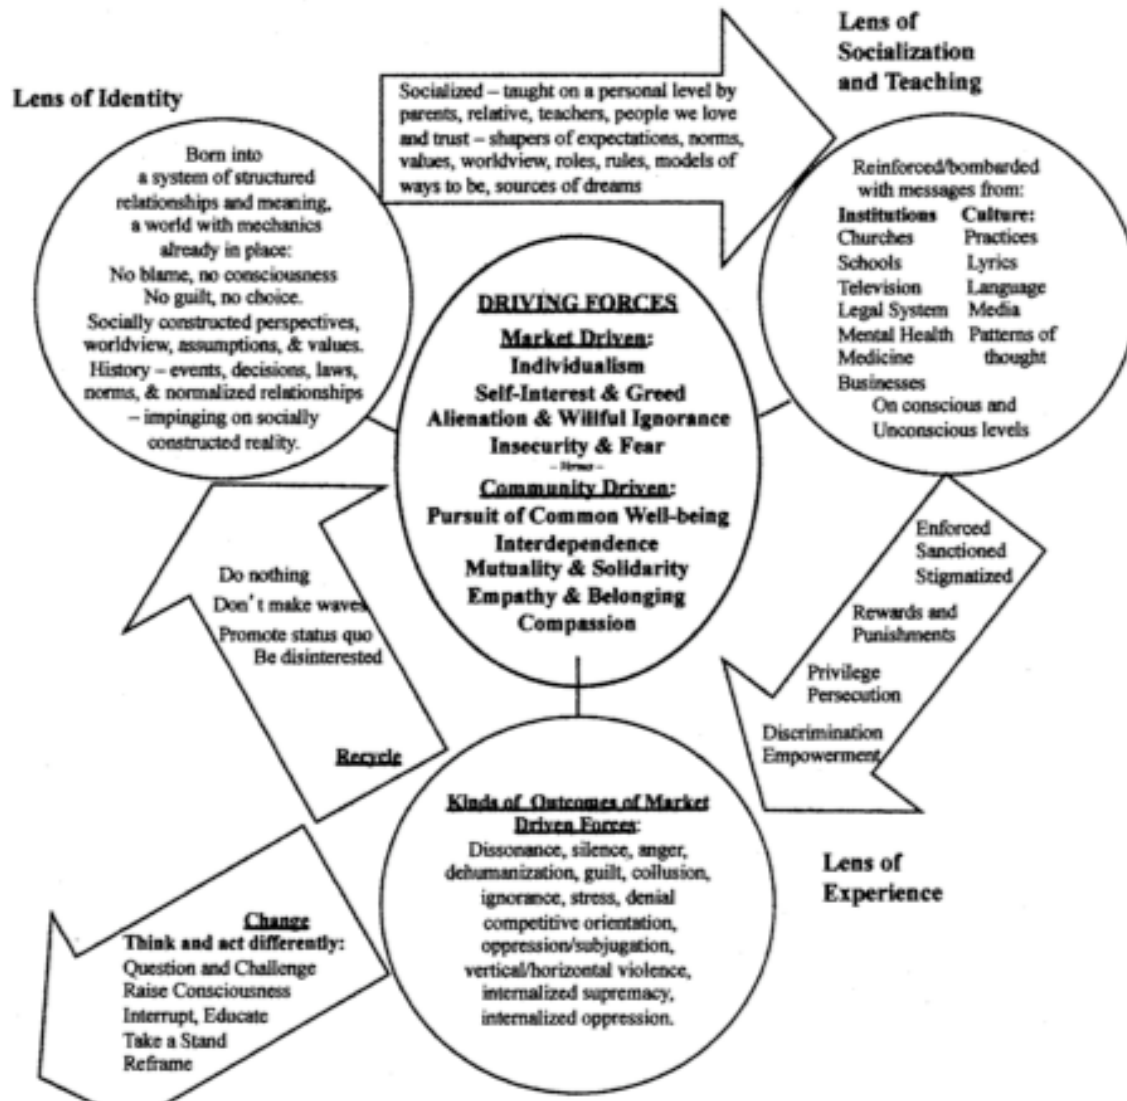 Lens of Identity
Born into
a system of structured
relationships and meaning,
a world with mechanics
already in place:
No blame, no consciousness
No guilt, no choice.
Socially constructed perspectives,
worldview, assumptions, & values.
History – events, decisions, laws,
norms, & normalized relationships
– impinging on socially
constructed reality.
Socialized – taught on a personal level by
parents, relative, teachers, people we love
and trust – shapers of expectations, norms,
values, worldview, roles, rules, models of
ways to be, sources of dreams
Lens of
Socialization
and Teaching
Reinforced/bombarded
with messages from:
Institutions Culture:
Churches Practices
Schools Lyrics
Television Language
Legal System Media
Mental Health Patterns of
Medicine thought
Businesses
On conscious and
Unconscious levels
DRIVING FORCES
Market Driven:
Individualism
Self-Interest & Greed
Alienation & Willful Ignorance
Insecurity & Fear
– Versus –
Community Driven:
Pursuit of Common Well-being
Interdependence
Mutuality & Solidarity
Empathy & Belonging
Compassion
Enforced
Sanctioned
Stigmatized
Rewards and
Punishments
Privilege
Persecution
Discrimination
Empowerment
Lens of
Experience
Kinds of Outcomes of Market
Driven Forces:
Dissonance, silence, anger,
dehumanization, guilt, collusion,
ignorance, stress, denial
competitive orientation,
oppression/subjugation,
vertical/horizontal violence,
internalized supremacy,
internalized oppression.
Do nothing
Don't make waves
Promote status quo
Be disinterested
Recycle
Change
Think and act differently:
Question and Challenge
Raise Consciousness
Interrupt, Educate
Take a Stand
Reframe